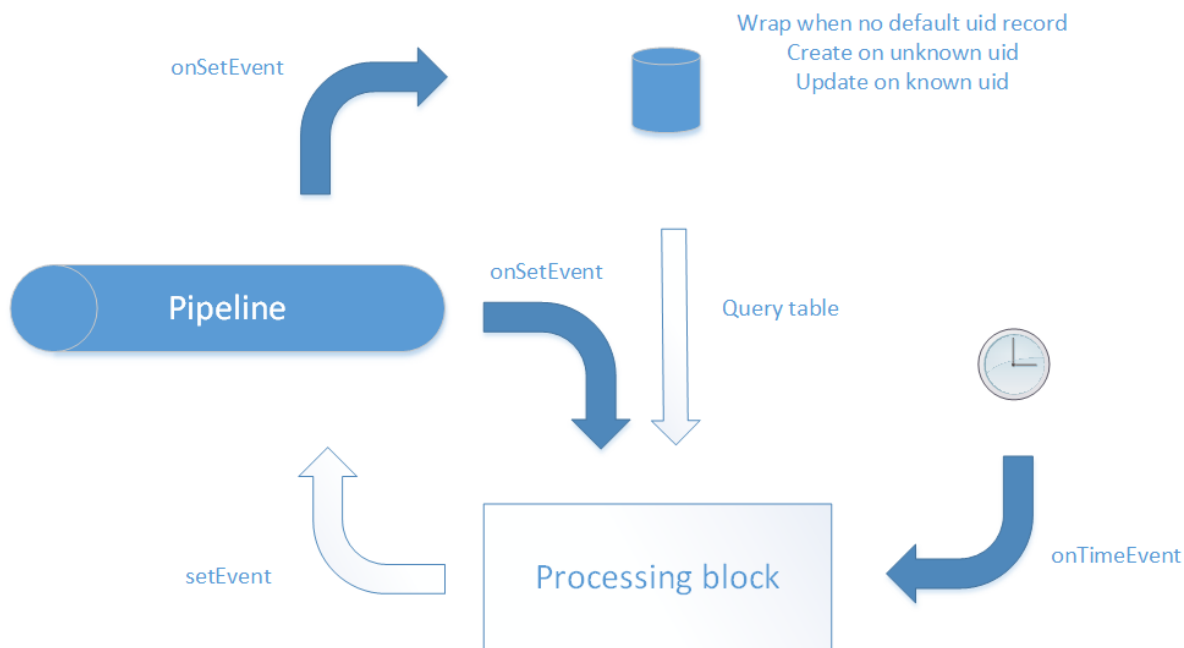 Wrap when no default uid record
Create on unknown uid
Update on known uid
onSetEvent
onSetEvent
Pipeline
Query table
onTimeEvent
setEvent
Processing block